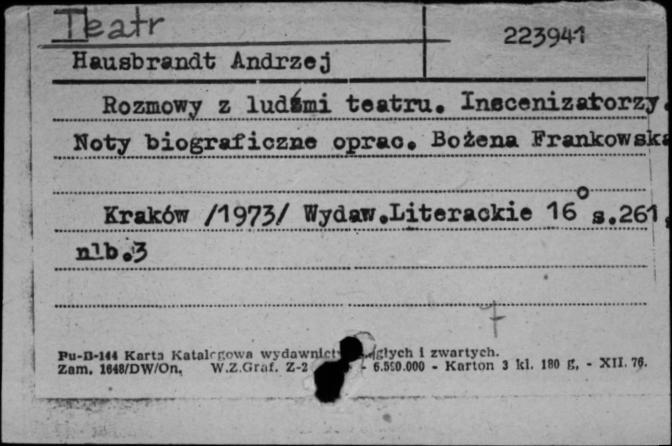 Teatr
223941
Hausbrandt Andrzej
Rozmowy z ludźmi teatru. Inscenizatorzy.
Noty biograficzne oprac. Bożena Frankowska
Kraków /1973/ Wydaw.Literackie 16° s.261,
nlb.3
7
Pu-B-144 Karta Katalogowa wydawnictw ciągłych i zwartych.
Zam. 1648/DW/On. W.Z.Graf. Z-2 - 6.500.000 - Karton 3 kl. 180 g. - XII. 76.